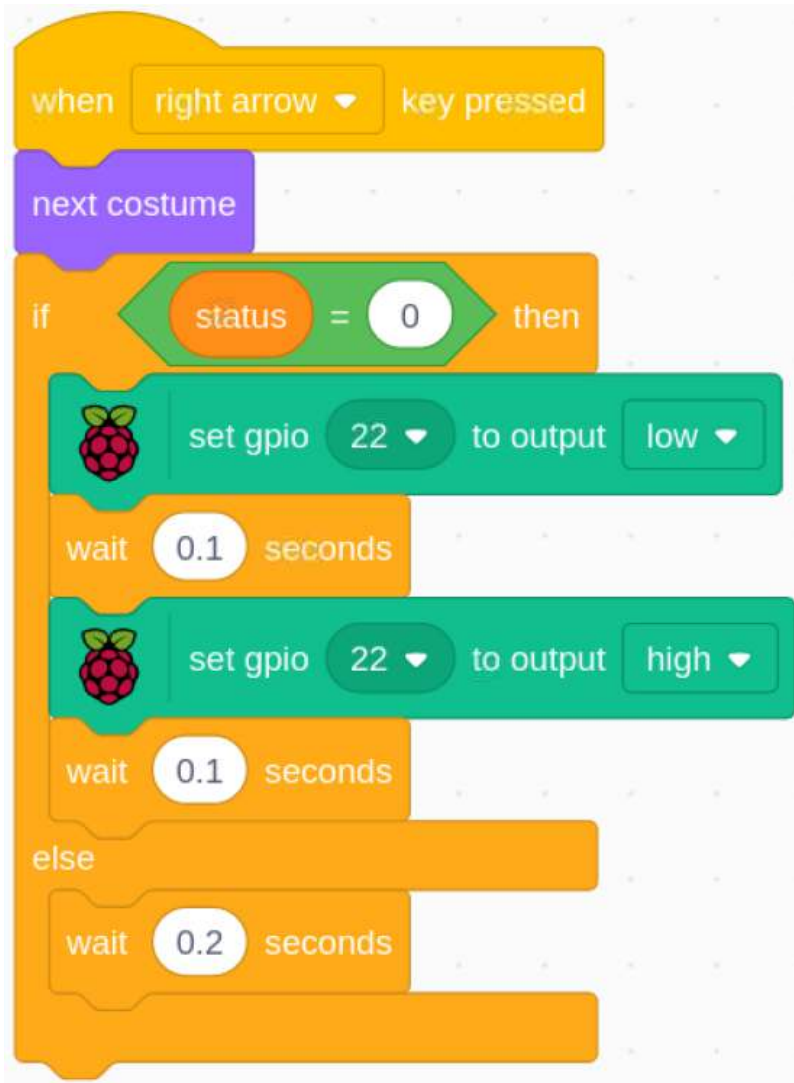 when right arrow key pressed
next costume
if status = 0 then
set gpio 22 to output low
wait 0.1 seconds
set gpio 22 to output high
wait 0.1 seconds
else
wait 0.2 seconds